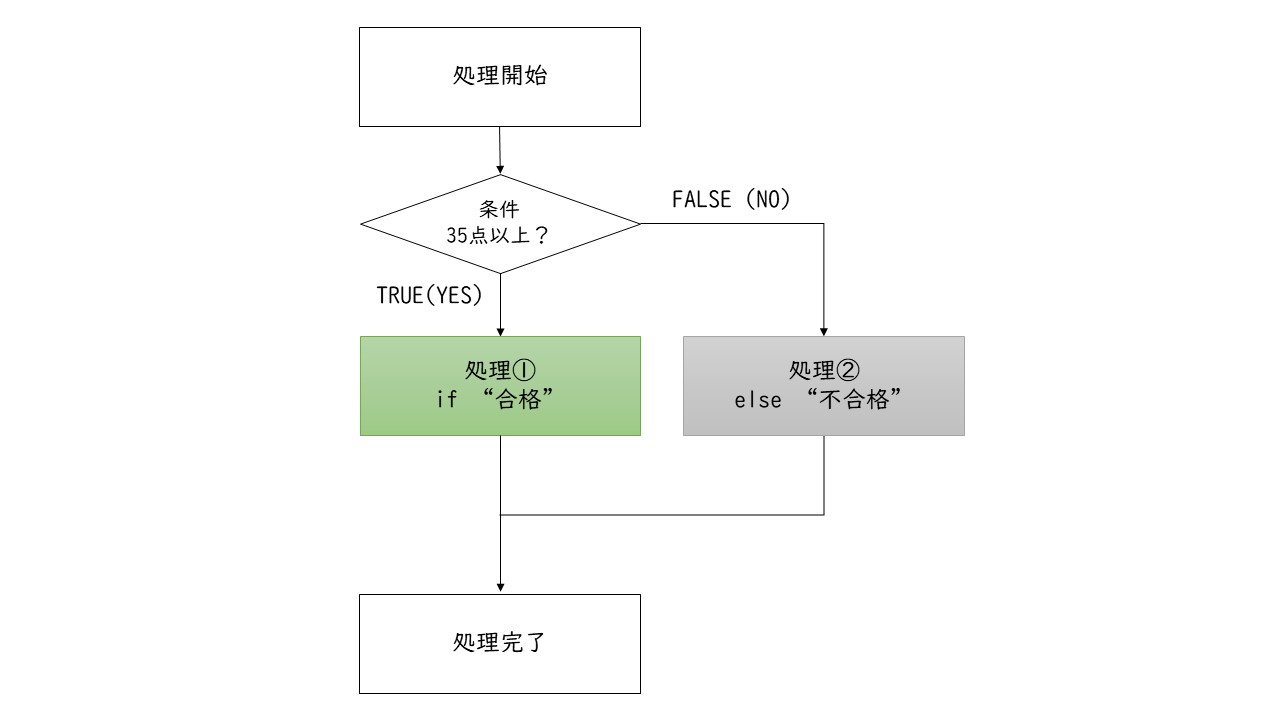 処理開始
条件
35点以上？
FALSE (NO)
TRUE(YES)
処理①
if “合格”
処理②
else “不合格”
処理完了